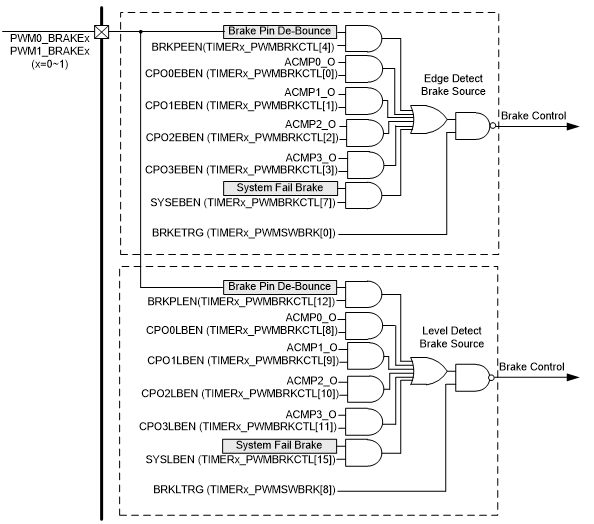 PWM0_BRAKEx
PWM1_BRAKEx
(x=0~1)
Brake Pin De-Bounce
BRKPEEN(TIMERx_PWMBRKCTL[4])
ACMP0_O
CPO0EBEN (TIMERx_PWMBRKCTL[0])
ACMP1_O
CPO1EBEN (TIMERx_PWMBRKCTL[1])
ACMP2_O
CPO2EBEN (TIMERx_PWMBRKCTL[2])
ACMP3_O
CPO3EBEN (TIMERx_PWMBRKCTL[3])
System Fail Brake
SYSEBEN (TIMERx_PWMBRKCTL[7])
BRKETRG (TIMERx_PWMSWBRK[0])
Edge Detect
Brake Source
Brake Control
Brake Pin De-Bounce
BRKPLEN(TIMERx_PWMBRKCTL[12])
ACMP0_O
CPO0LBEN (TIMERx_PWMBRKCTL[8])
ACMP1_O
CPO1LBEN (TIMERx_PWMBRKCTL[9])
ACMP2_O
CPO2LBEN (TIMERx_PWMBRKCTL[10])
ACMP3_O
CPO3LBEN (TIMERx_PWMBRKCTL[11])
System Fail Brake
SYSLBEN (TIMERx_PWMBRKCTL[15])
BRKLTRG (TIMERx_PWMSWBRK[8])
Level Detect
Brake Source
Brake Control